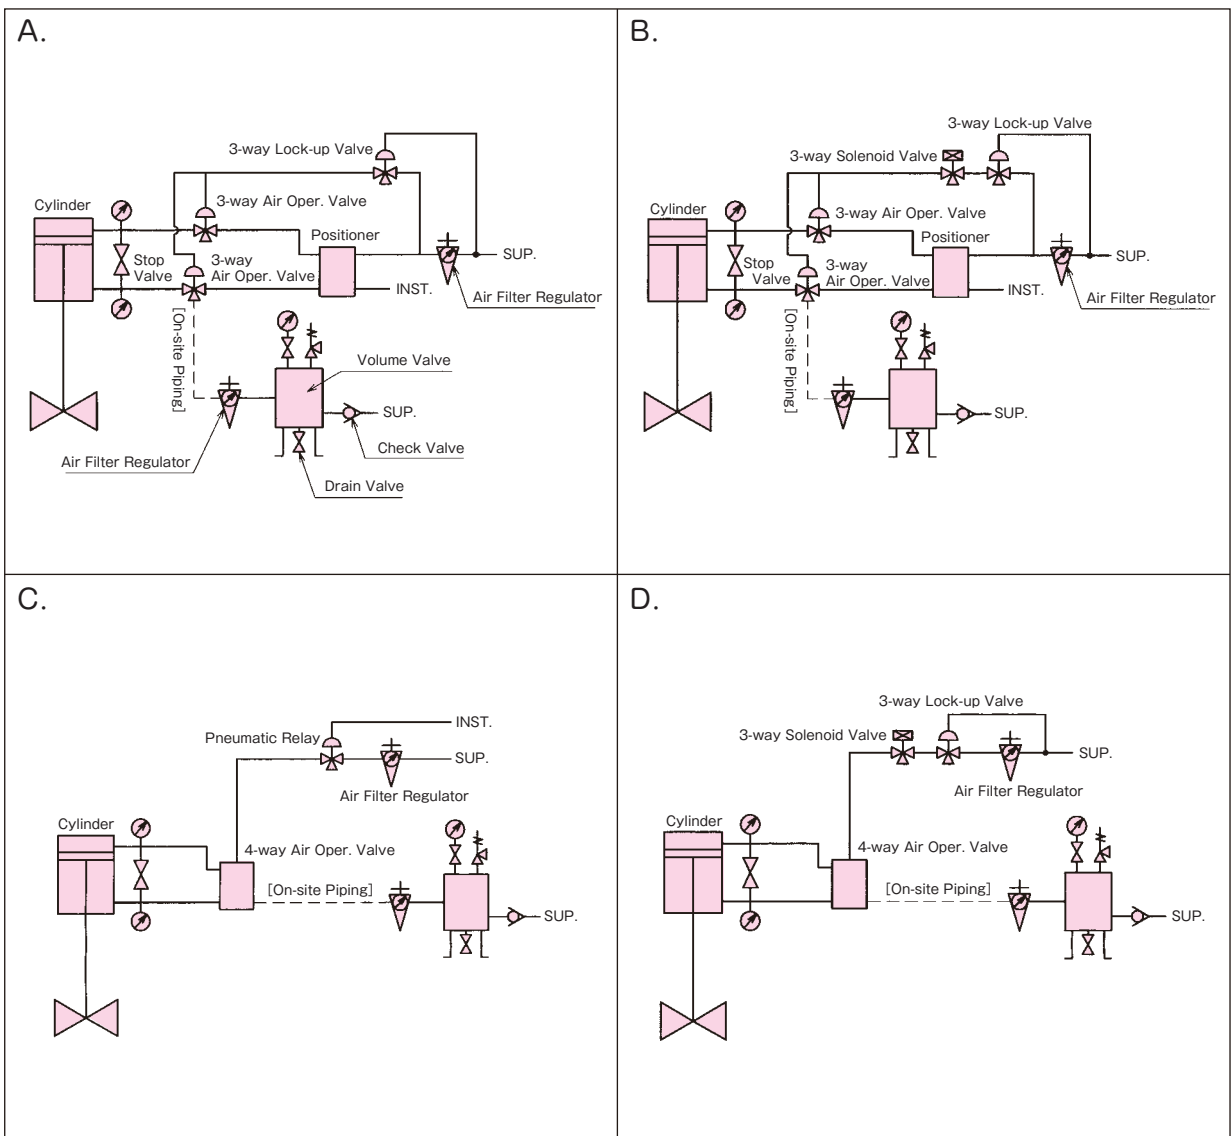 A.
3-way Lock-up Valve
3-way Air Oper. Valve
Cylinder
Positioner
Stop
Valve
3-way
Air Oper. Valve
SUP.
INST.
Air Filter Regulator
[On-site Piping]
Volume Valve
SUP.
Check Valve
Air Filter Regulator
Drain Valve
B.
3-way Lock-up Valve
3-way Solenoid Valve
Cylinder
3-way Air Oper. Valve
Positioner
Stop
Valve
3-way
Air Oper. Valve
SUP.
INST.
Air Filter Regulator
[On-site Piping]
SUP.
C.
INST.
Pneumatic Relay
SUP.
Air Filter Regulator
Cylinder
4-way Air Oper. Valve
[On-site Piping]
SUP.
D.
3-way Lock-up Valve
3-way Solenoid Valve
SUP.
Air Filter Regulator
Cylinder
4-way Air Oper. Valve
[On-site Piping]
SUP.